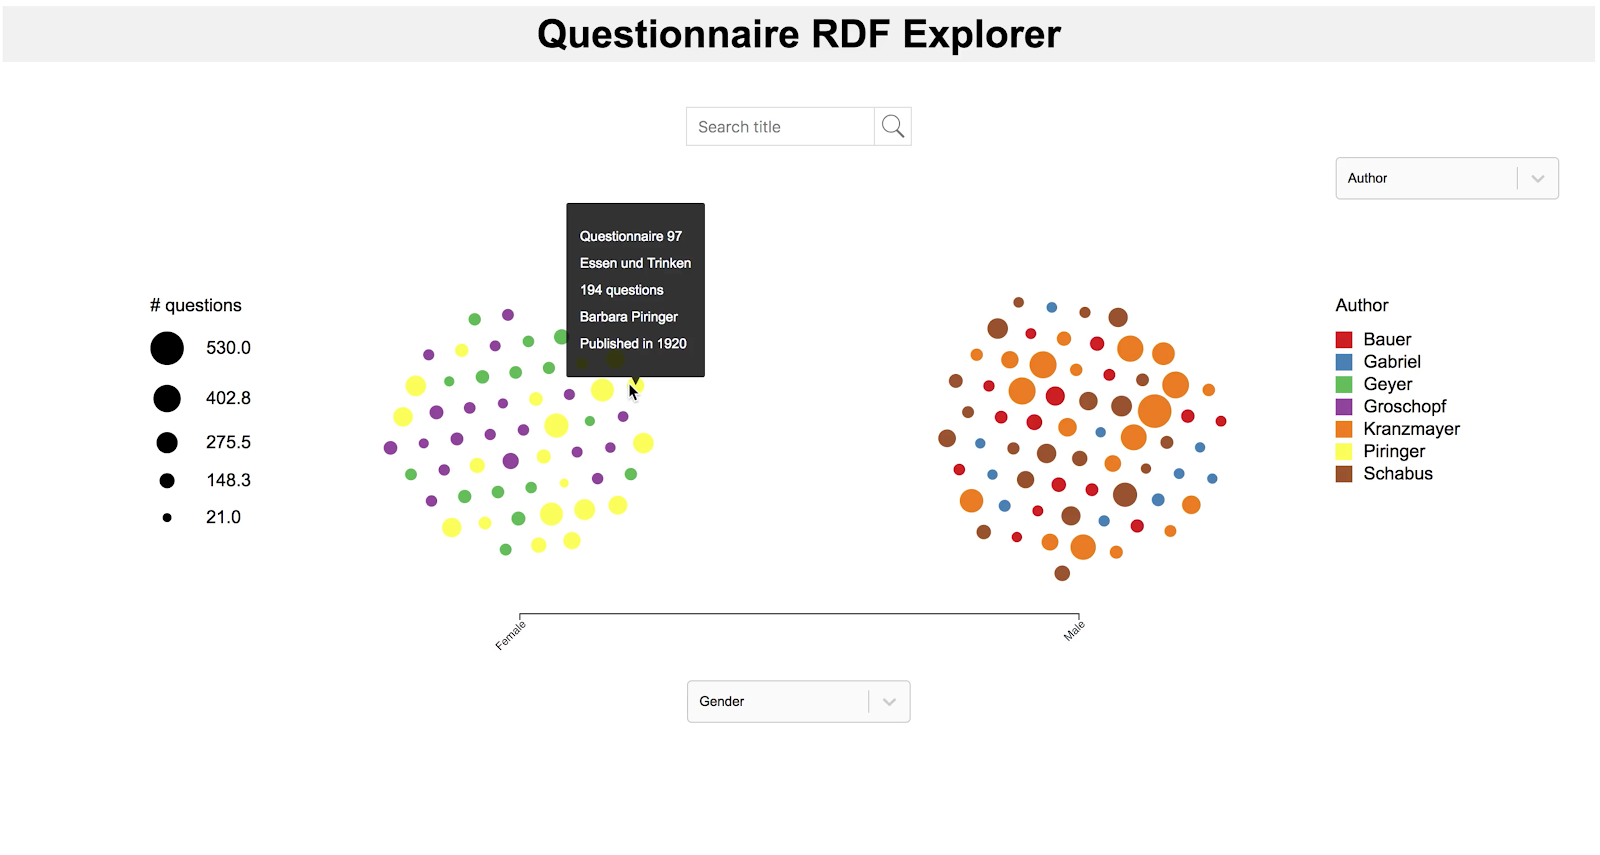 Questionnaire RDF Explorer
Search title
Author
Questionnaire 97
Essen und Trinken
194 questions
Barbara Piringer
Published in 1920
# questions
530.0
402.8
275.5
148.3
21.0
Author
Bauer
Gabriel
Geyer
Groschopf
Kranzmayer
Piringer
Schabus
Female
Male
Gender